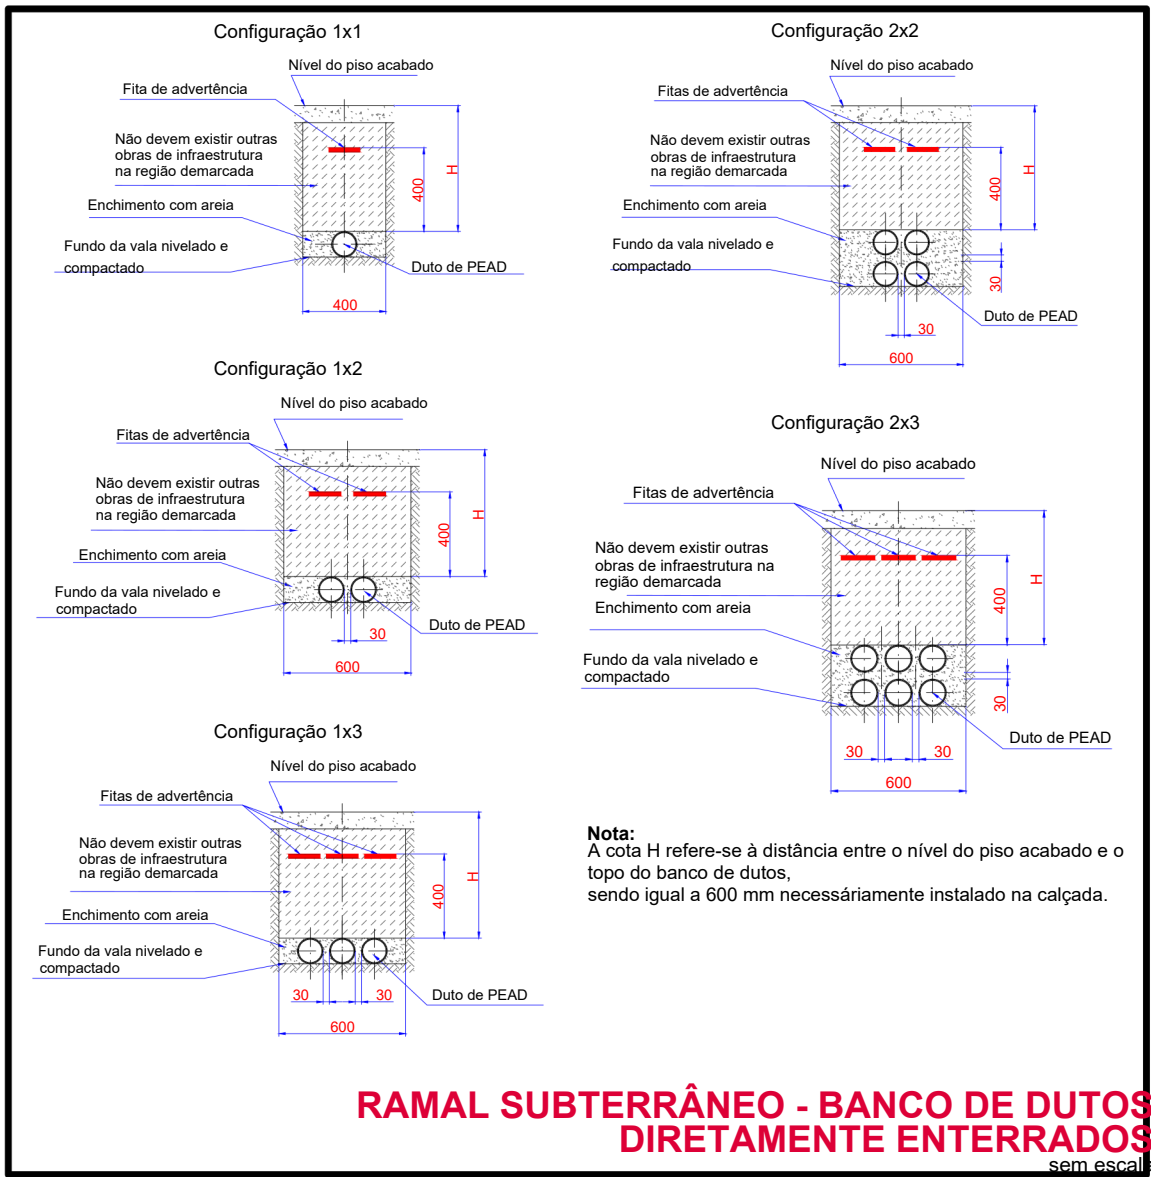 Configuração 1x1
Nível do piso acabado
Fita de advertência
Não devem existir outras
obras de infraestrutura
na região demarcada
Enchimento com areia
Fundo da vala nivelado e
compactado
Duto de PEAD
H
400
400
Configuração 1x2
Nível do piso acabado
Fitas de advertência
Não devem existir outras
obras de infraestrutura
na região demarcada
Enchimento com areia
Fundo da vala nivelado e
compactado
Duto de PEAD
H
400
30
600
Configuração 1x3
Nível do piso acabado
Fitas de advertência
Não devem existir outras
obras de infraestrutura
na região demarcada
Enchimento com areia
Fundo da vala nivelado e
compactado
Duto de PEAD
H
400
30
30
600
Configuração 2x2
Nível do piso acabado
Fitas de advertência
Não devem existir outras
obras de infraestrutura
na região demarcada
Enchimento com areia
Fundo da vala nivelado e
compactado
Duto de PEAD
H
400
30
30
600
Configuração 2x3
Nível do piso acabado
Fitas de advertência
Não devem existir outras
obras de infraestrutura na
região demarcada
Enchimento com areia
Fundo da vala nivelado e
compactado
Duto de PEAD
H
400
30
30
30
600
Nota:
A cota H refere-se à distância entre o nível do piso acabado e o
topo do banco de dutos,
sendo igual a 600 mm necessáriamente instalado na calçada.
RAMAL SUBTERRÂNEO - BANCO DE DUTOS
DIRETAMENTE ENTERRADOS
sem escala